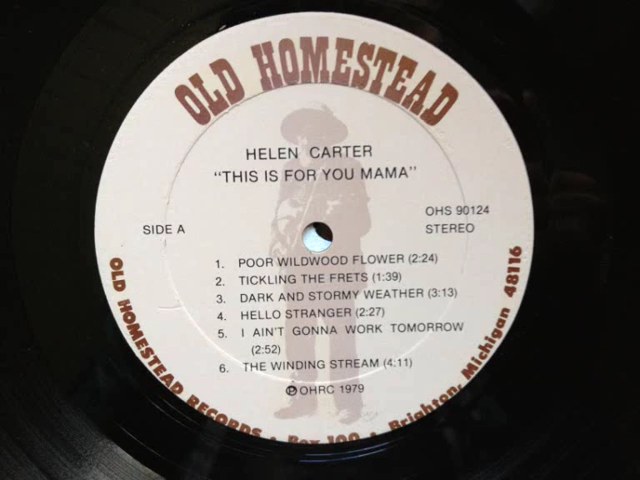 OLD HOMESTEAD
HELEN CARTER
"THIS IS FOR YOU MAMA"
OHS 90124
SIDE A
STEREO
1. POOR WILDWOOD FLOWER (2:24)
2. TICKLING THE FRETS (1:39)
3. DARK AND STORMY WEATHER (3:13)
4. HELLO STRANGER (2:27)
5. I AIN'T GONNA WORK TOMORROW
(2:52)
6. THE WINDING STREAM (4:11)
Ⓟ OHRC 1979
OLD HOMESTEAD RECORDS • Box 100 • Brighton, Michigan 48116